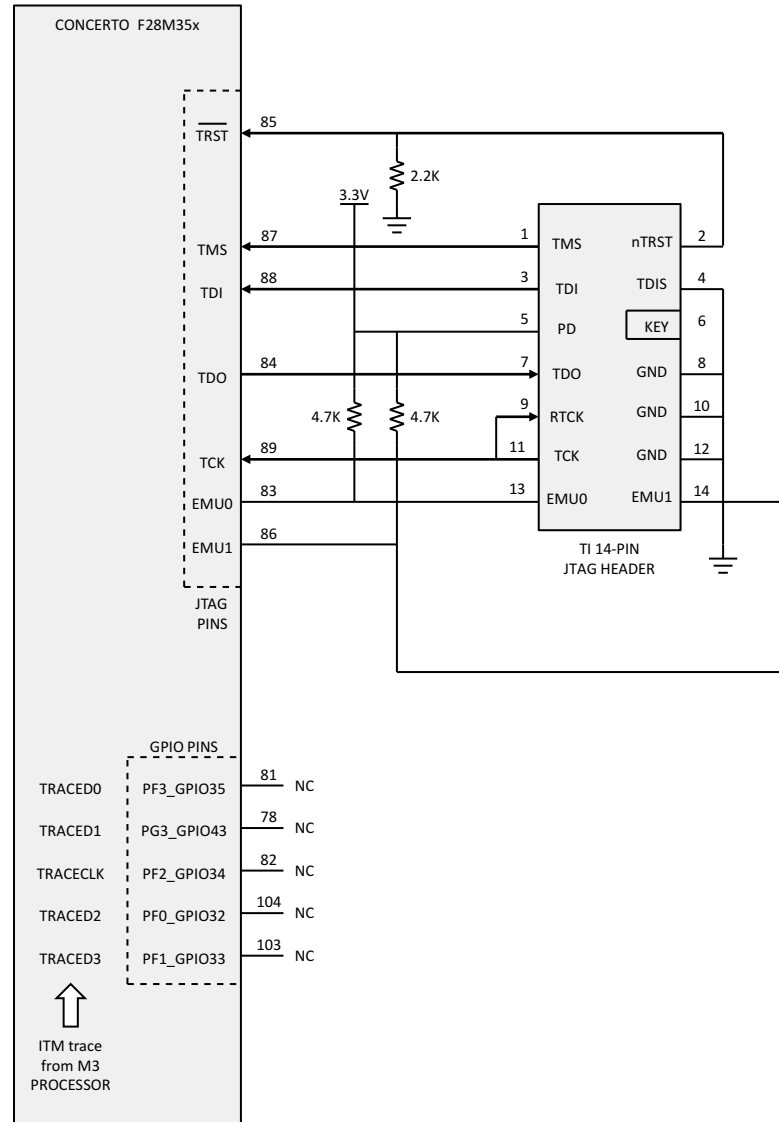 CONCERTO F28M35x
TRST
85
2.2K
3.3V
TMS
87
1
TMS
nTRST
2
TDI
88
3
TDI
TDIS
4
5
PD
KEY
6
TDO
84
7
TDO
GND
8
4.7K
4.7K
9
RTCK
GND
10
TCK
89
11
TCK
GND
12
EMU0
83
13
EMU0
EMU1
14
EMU1
86
TI 14-PIN
JTAG HEADER
JTAG
PINS
GPIO PINS
TRACED0
PF3_GPIO35
81
NC
TRACED1
PG3_GPIO43
78
NC
TRACECLK
PF2_GPIO34
82
NC
TRACED2
PF0_GPIO32
104
NC
TRACED3
PF1_GPIO33
103
NC
ITM trace
from M3
PROCESSOR